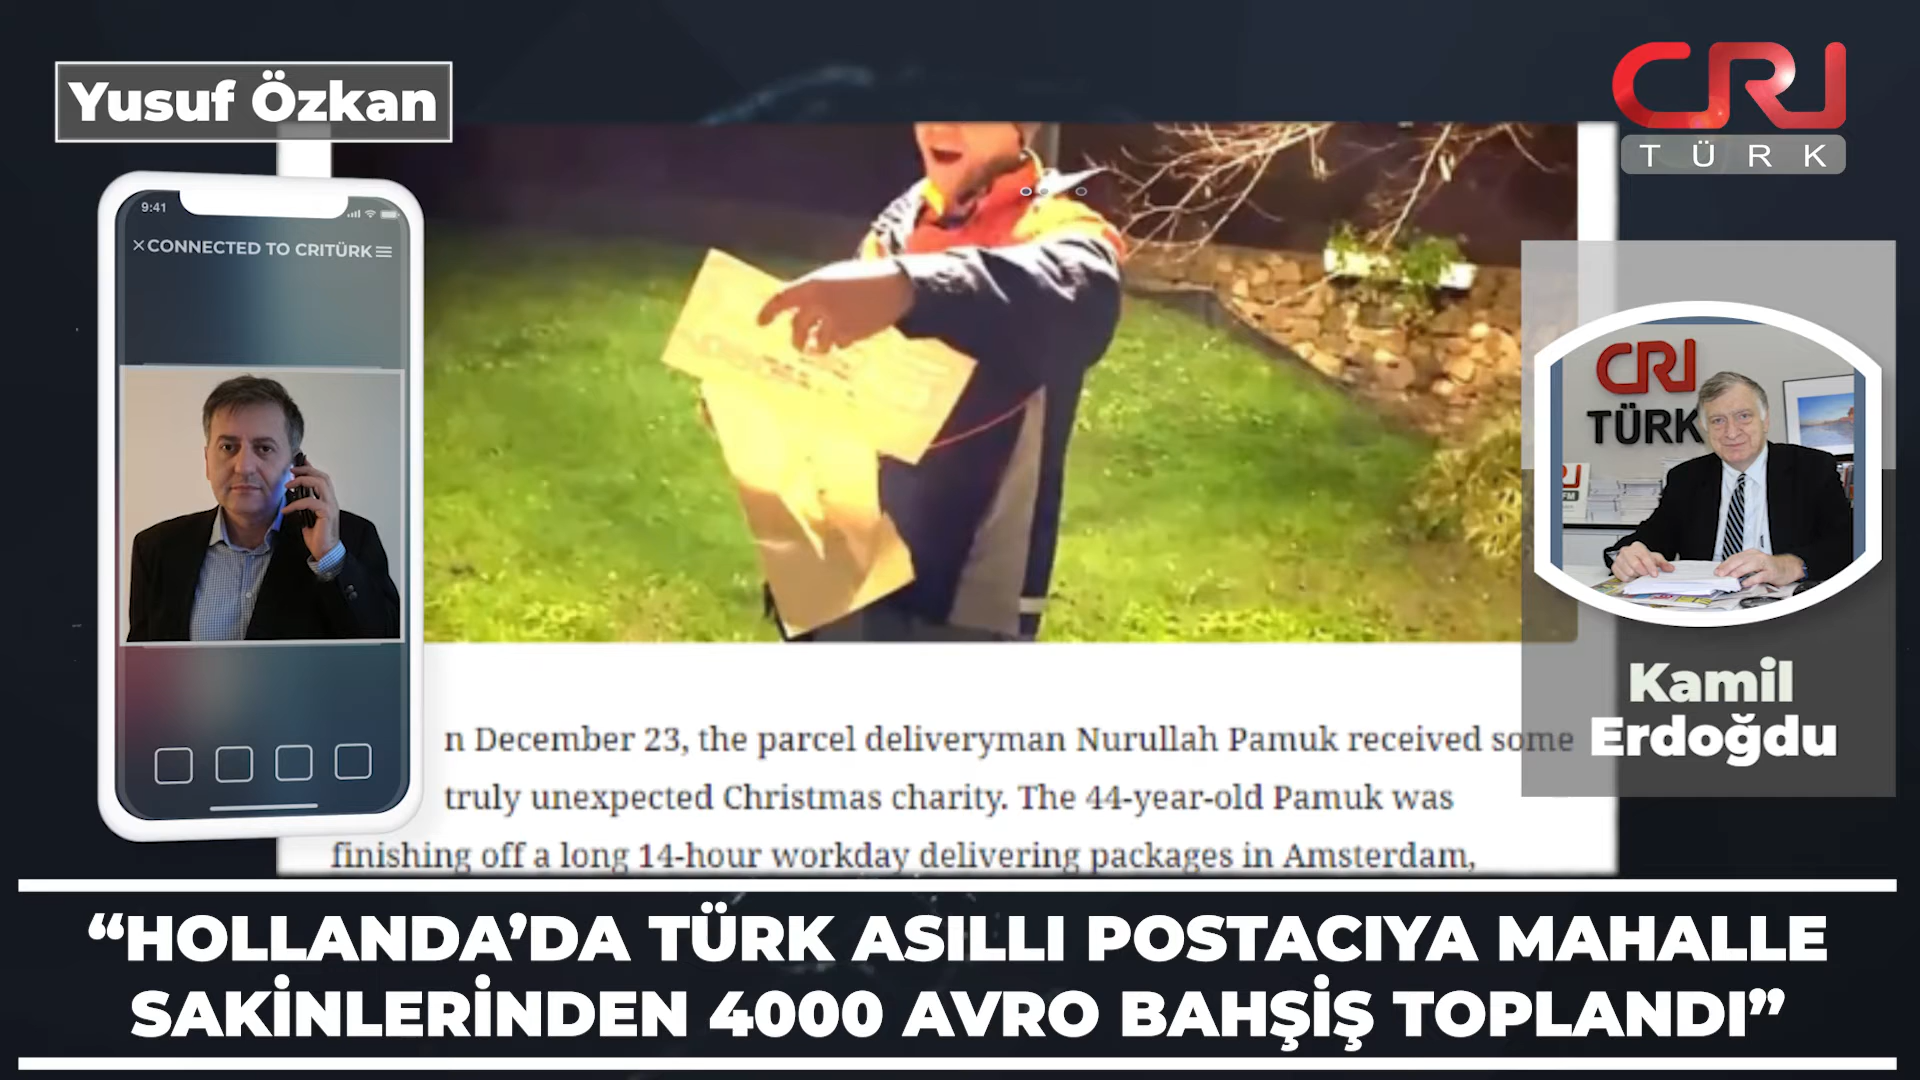 Yusuf Özkan
CRI
TÜRK
9:41
×CONNECTED TO CRITÜRK
CRI
TÜRK
Kamil
Erdoğdu
n December 23, the parcel deliveryman Nurullah Pamuk received some
truly unexpected Christmas charity. The 44-year-old Pamuk was
finishing off a long 14-hour workday delivering packages in Amsterdam,
“HOLLANDA’DA TÜRK ASILLI POSTACIYA MAHALLE
SAKİNLERİNDEN 4000 AVRO BAHŞİŞ TOPLANDI”